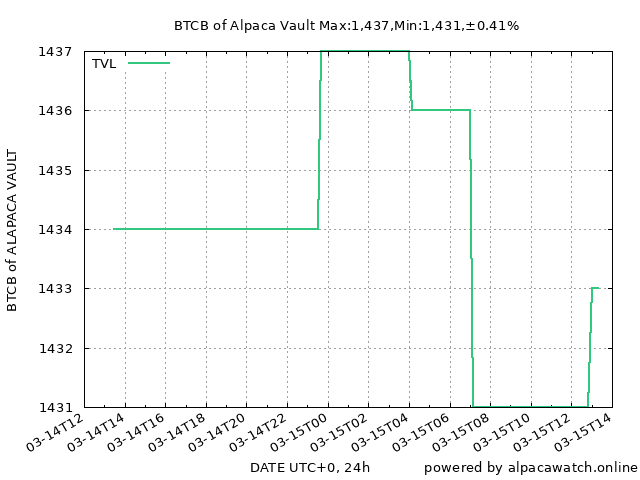 BTCB of Alpaca Vault Max:1,437,Min:1,431,±0.41%
TVL
1437
1436
1435
1434
1433
1432
1431
BTCB of ALAPACA VAULT
03-14T12
03-14T14
03-14T16
03-14T18
03-14T20
03-14T22
03-15T00
03-15T02
03-15T04
03-15T06
03-15T08
03-15T10
03-15T12
03-15T14
DATE UTC+0, 24h
powered by alpacawatch.online